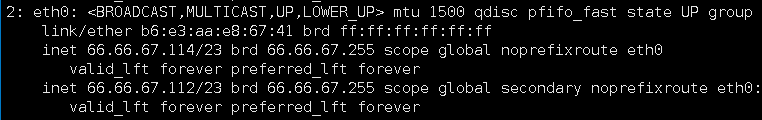 2: eth0: <BROADCAST,MULTICAST,UP,LOWER_UP> mtu 1500 qdisc pfifo_fast state UP group
link/ether b6:e3:aa:e8:67:41 brd ff:ff:ff:ff:ff:ff
inet 66.66.67.114/23 brd 66.66.67.255 scope global noprefixroute eth0
valid_lft forever preferred_lft forever
inet 66.66.67.112/23 brd 66.66.67.255 scope global secondary noprefixroute eth0:
valid_lft forever preferred_lft forever